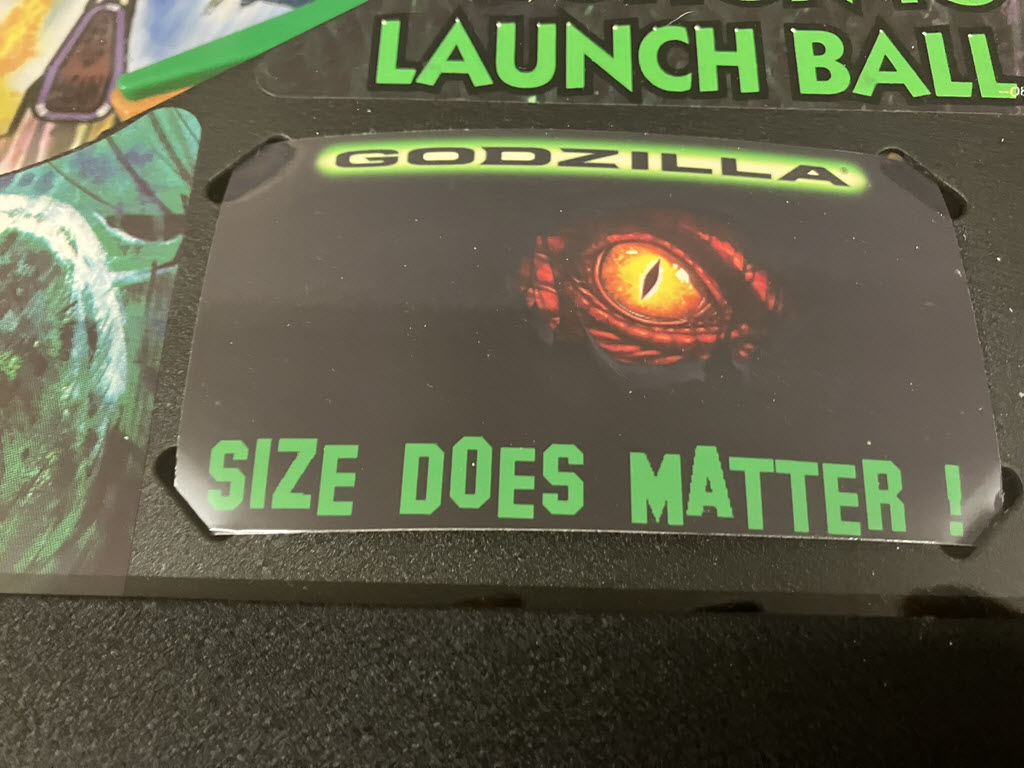 LAUNCH BALL
GODZILLA®
SIZE DOES MATTER !